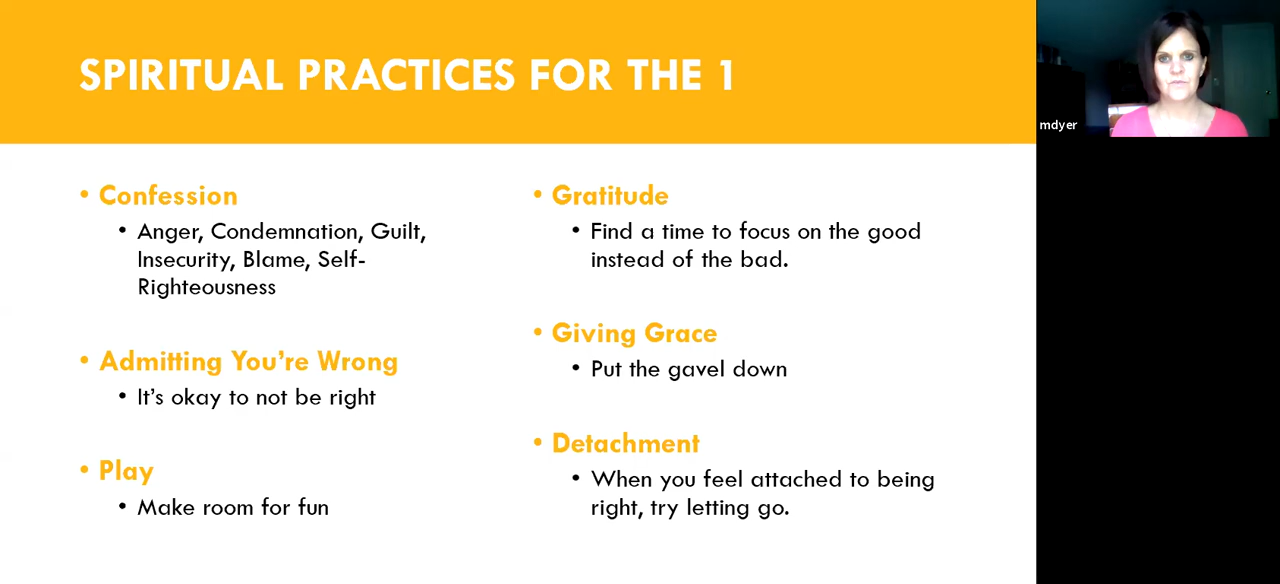 SPIRITUAL PRACTICES FOR THE 1
mdyer
• Confession
• Anger, Condemnation, Guilt,
Insecurity, Blame, Self-
Righteousness
• Admitting You’re Wrong
• It’s okay to not be right
• Play
• Make room for fun
• Gratitude
• Find a time to focus on the good
instead of the bad.
• Giving Grace
• Put the gavel down
• Detachment
• When you feel attached to being
right, try letting go.